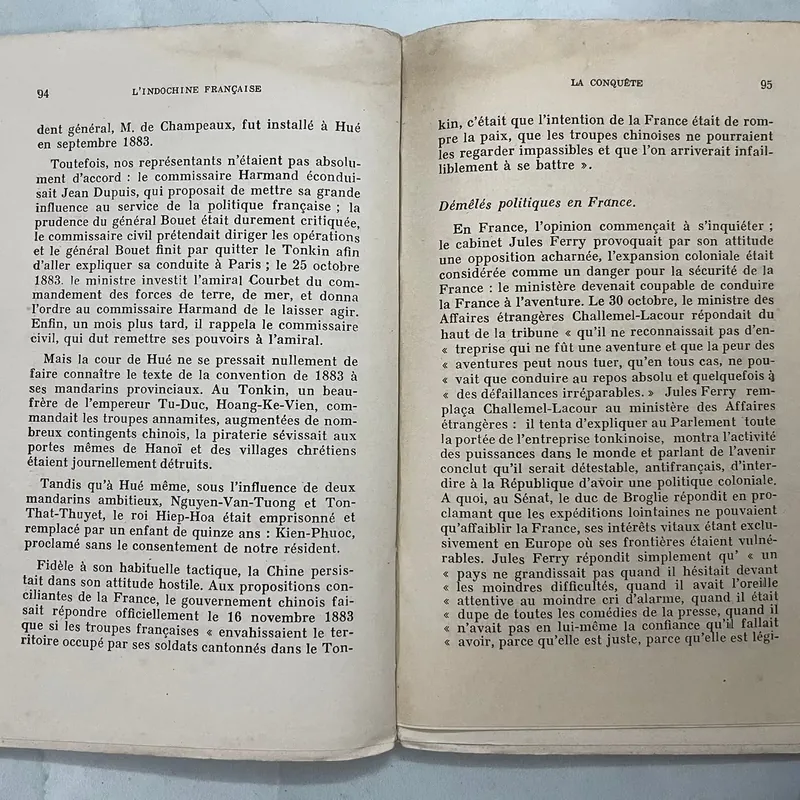 94
L'INDOCHINE FRANÇAISE
dent général, M. de Champeaux, fut installé à Hué
en septembre 1883.
Toutefois, nos représentants n'étaient pas absolu-
ment d'accord : le commissaire Harmand écondui-
sait Jean Dupuis, qui proposait de mettre sa grande
influence au service de la politique française ; la
prudence du général Bouet était durement critiquée,
le commissaire civil prétendait diriger les opérations
et le général Bouet finit par quitter le Tonkin afin
d'aller expliquer sa conduite à Paris ; le 25 octobre
1883. le ministre investit l'amiral Courbet du com-
mandement des forces de terre, de mer, et donna
l'ordre au commissaire Harmand de le laisser agir.
Enfin, un mois plus tard, il rappela le commissaire
civil, qui dut remettre ses pouvoirs à l'amiral.
Mais la cour de Hué ne se pressait nullement de
faire connaître le texte de la convention de 1883 à
ses mandarins provinciaux. Au Tonkin, un beau-
frère de l'empereur Tu-Duc, Hoang-Ke-Vien, com-
mandait les troupes annamites, augmentées de nom-
breux contingents chinois, la piraterie sévissait aux
portes mêmes de Hanoï et des villages chrétiens
étaient journellement détruits.
Tandis qu'à Hué même, sous l'influence de deux
mandarins ambitieux, Nguyen-Van-Tuong et Ton-
That-Thuyet, le roi Hiep-Hoa était emprisonné et
remplacé par un enfant de quinze ans : Kien-Phuoc,
proclamé sans le consentement de notre résident.
Fidèle à son habituelle tactique, la Chine persis-
tait dans son attitude hostile. Aux propositions con-
ciliantes de la France, le gouvernement chinois fai-
sait répondre officiellement le 16 novembre 1883
que si les troupes françaises « envahissaient le ter-
ritoire occupé par ses soldats cantonnés dans le Ton-
LA CONQUÊTE
95
kin, c'était que l'intention de la France était de rom-
pre la paix, que les troupes chinoises ne pourraient
les regarder impassibles et que l'on arriverait infail-
liblement à se battre ».
Démêlés politiques en France.
En France, l'opinion commençait à s'inquiéter ;
le cabinet Jules Ferry provoquait par son attitude
une opposition acharnée, l'expansion coloniale était
considérée comme un danger pour la sécurité de la
France : le ministère devenait coupable de conduire
la France à l'aventure. Le 30 octobre, le ministre des
Affaires étrangères Challemel-Lacour répondait du
haut de la tribune « qu'il ne reconnaissait pas d'en-
« treprise qui ne fût une aventure et que la peur des
« aventures peut nous tuer, qu'en tous cas, ne pou-
« vait que conduire au repos absolu et quelquefois à
« des défaillances irréparables. » Jules Ferry rem-
plaça Challemel-Lacour au ministère des Affaires
étrangères : il tenta d'expliquer au Parlement toute
la portée de l'entreprise tonkinoise, montra l'activité
des puissances dans le monde et parlant de l'avenir
conclut qu'il serait détestable, antifrançais, d'inter-
dire à la République d'avoir une politique coloniale.
A quoi, au Sénat, le duc de Broglie répondit en pro-
clamant que les expéditions lointaines ne pouvaient
qu'affaiblir la France, ses intérêts vitaux étant exclu-
sivement en Europe où ses frontières étaient vulné-
rables. Jules Ferry répondit simplement qu' « un
« pays ne grandissait pas quand il hésitait devant
« les moindres difficultés, quand il avait l'oreille
« attentive au moindre cri d'alarme, quand il était
« dupe de toutes les comédies de la presse, quand il
« n'avait pas en lui-même la confiance qu'il fallait
« avoir, parce qu'elle est juste, parce qu'elle est légi-